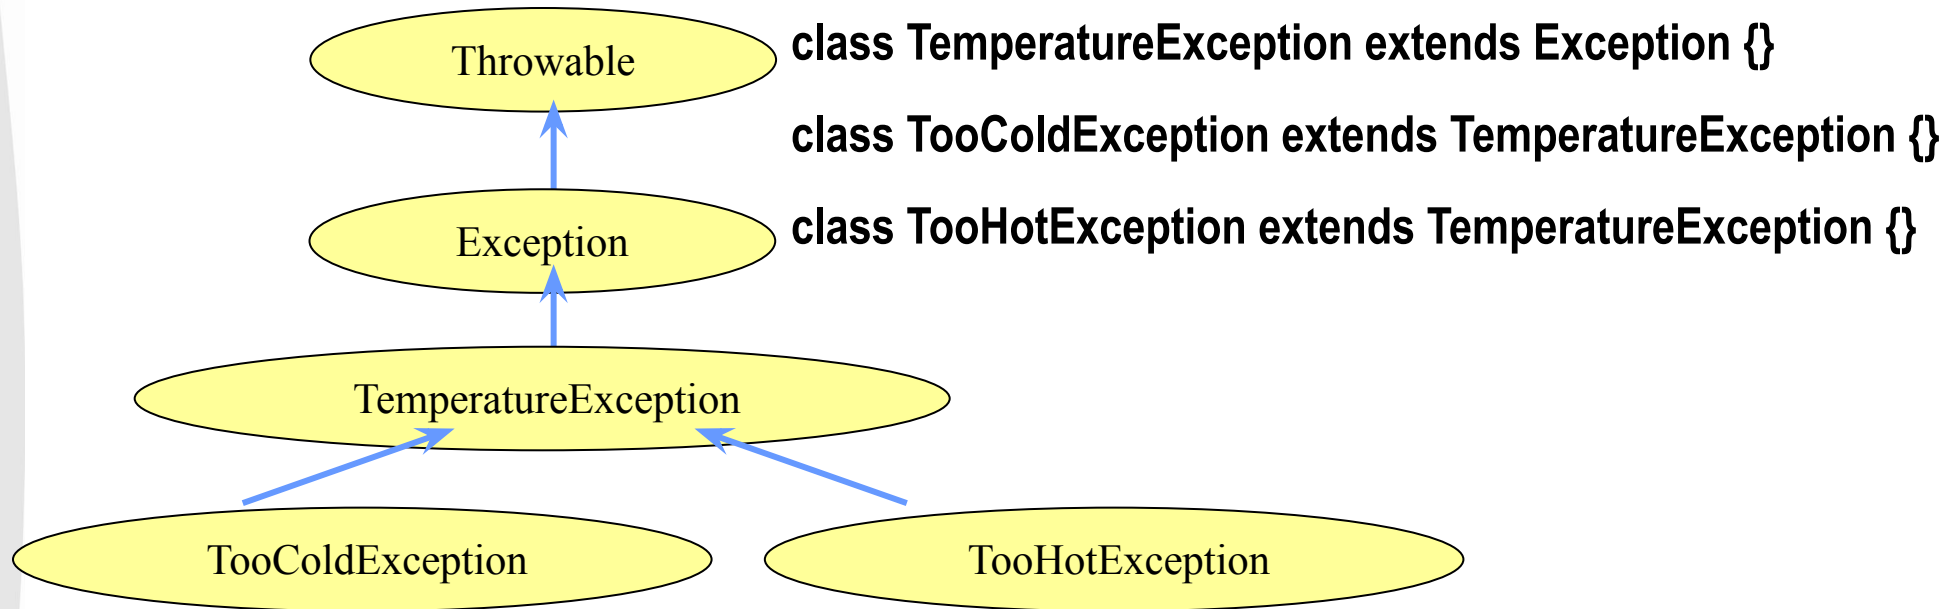 Throwable
class TemperatureException extends Exception {}
class TooColdException extends TemperatureException {}
class TooHotException extends TemperatureException {}
Exception
TemperatureException
TooColdException
TooHotException